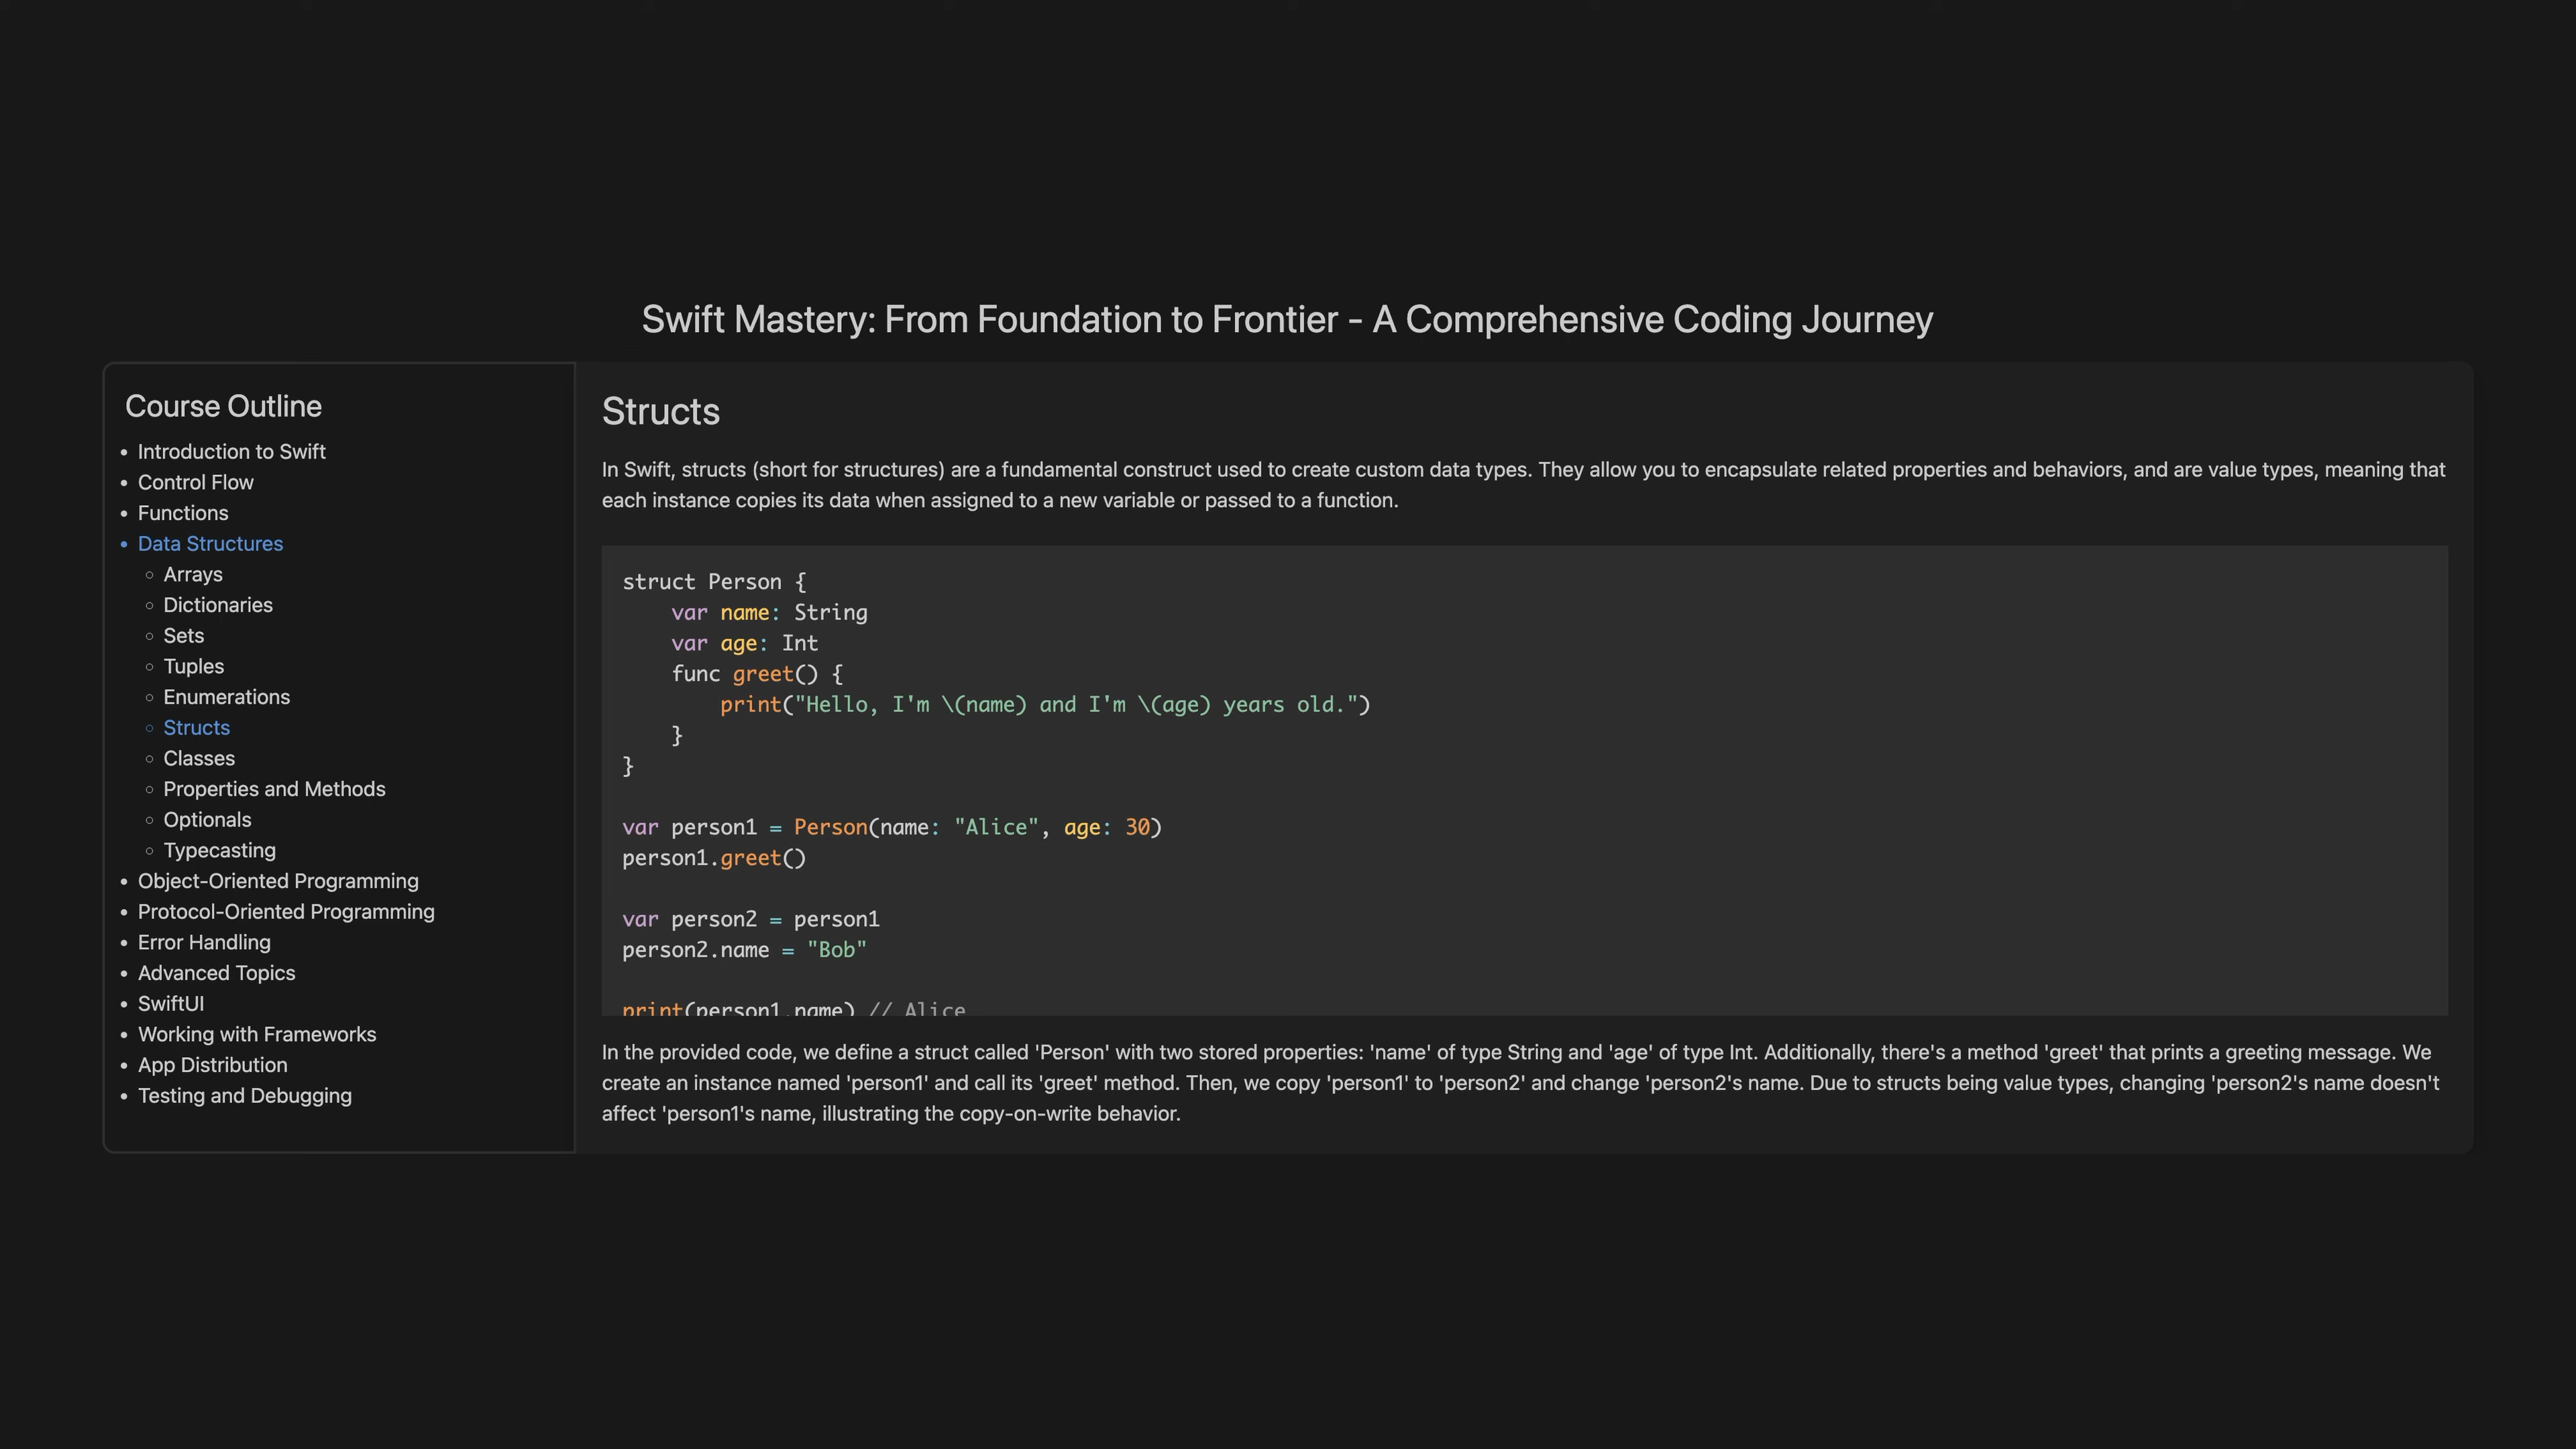 Swift Mastery: From Foundation to Frontier - A Comprehensive Coding Journey
Course Outline
• Introduction to Swift
• Control Flow
• Functions
• Data Structures
◦ Arrays
◦ Dictionaries
◦ Sets
◦ Tuples
◦ Enumerations
◦ Structs
◦ Classes
◦ Properties and Methods
◦ Optionals
◦ Typecasting
• Object-Oriented Programming
• Protocol-Oriented Programming
• Error Handling
• Advanced Topics
• SwiftUI
• Working with Frameworks
• App Distribution
• Testing and Debugging
Structs
In Swift, structs (short for structures) are a fundamental construct used to create custom data types. They allow you to encapsulate related properties and behaviors, and are value types, meaning that
each instance copies its data when assigned to a new variable or passed to a function.
struct Person {
    var name: String
    var age: Int
    func greet() {
        print("Hello, I'm \(name) and I'm \(age) years old.")
    }
}
var person1 = Person(name: "Alice", age: 30)
person1.greet()
var person2 = person1
person2.name = "Bob"
print(person1.name) // Alice
In the provided code, we define a struct called 'Person' with two stored properties: 'name' of type String and 'age' of type Int. Additionally, there's a method 'greet' that prints a greeting message. We
create an instance named 'person1' and call its 'greet' method. Then, we copy 'person1' to 'person2' and change 'person2's name. Due to structs being value types, changing 'person2's name doesn't
affect 'person1's name, illustrating the copy-on-write behavior.